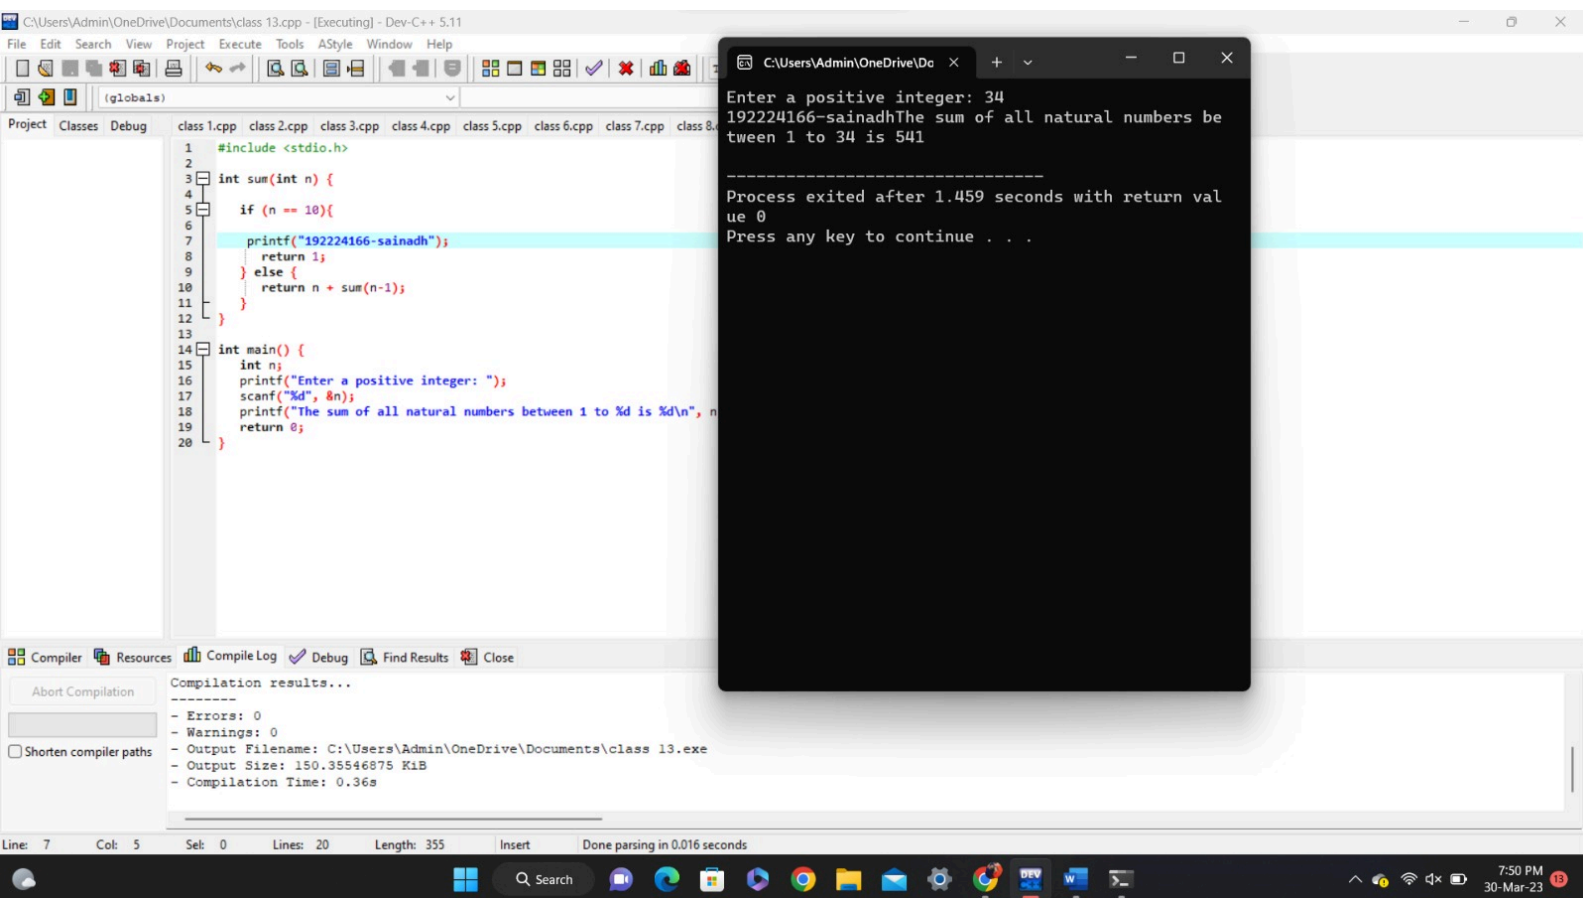 C:\Users\Admin\OneDrive\Documents\class 13.cpp - [Executing] - Dev-C++ 5.11
File Edit Search View Project Execute Tools AStyle Window Help
(globals)
Project Classes Debug
class 1.cpp class 2.cpp class 3.cpp class 4.cpp class 5.cpp class 6.cpp class 7.cpp class 8.
1 #include <stdio.h>
2
3 int sum(int n) {
4
5 if (n == 10){
6
7 printf("192224166-sainadh");
8 return 1;
9 } else {
10 return n + sum(n-1);
11 }
12 }
13
14 int main() {
15 int n;
16 printf("Enter a positive integer: ");
17 scanf("%d", &n);
18 printf("The sum of all natural numbers between 1 to %d is %d\n", n
19 return 0;
20 }
C:\Users\Admin\OneDrive\Do
Enter a positive integer: 34
192224166-sainadhThe sum of all natural numbers be
tween 1 to 34 is 541
--------------------------------
Process exited after 1.459 seconds with return val
ue 0
Press any key to continue . . .
Compiler Resources Compile Log Debug Find Results Close
Abort Compilation
Shorten compiler paths
Compilation results...
--------
- Errors: 0
- Warnings: 0
- Output Filename: C:\Users\Admin\OneDrive\Documents\class 13.exe
- Output Size: 150.35546875 KiB
- Compilation Time: 0.36s
Line: 7 Col: 5 Sel: 0 Lines: 20 Length: 355 Insert Done parsing in 0.016 seconds
Search
DEV
W
7:50 PM
30-Mar-23
13